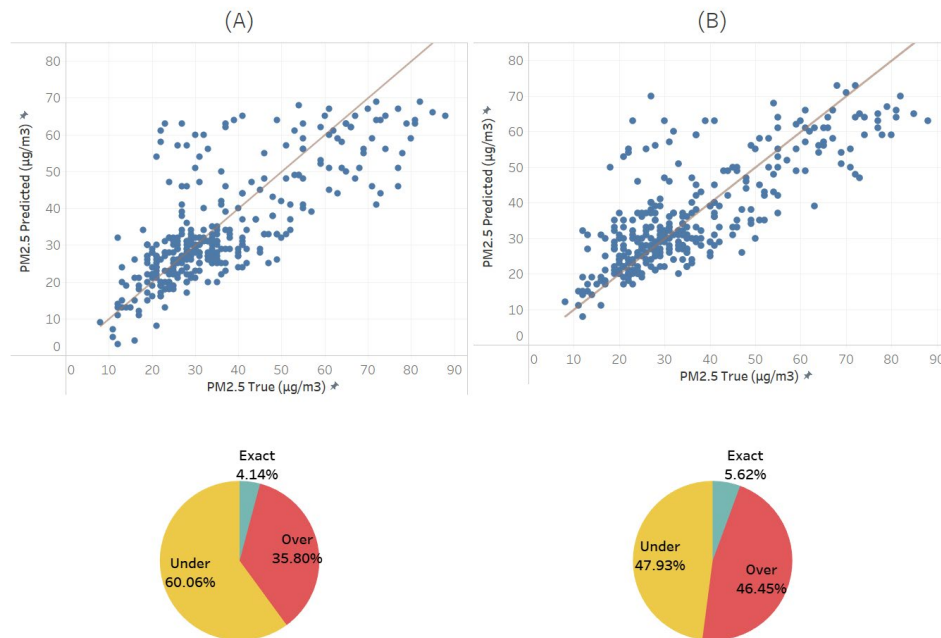 (A)
(B)
PM2.5 Predicted (µg/m3)
80
70
60
50
40
30
20
10
0
0 10 20 30 40 50 60 70 80 90
PM2.5 True (µg/m3)
PM2.5 Predicted (µg/m3)
80
70
60
50
40
30
20
10
0
0 10 20 30 40 50 60 70 80 90
PM2.5 True (µg/m3)
Exact
4.14%
Over
35.80%
Under
60.06%
Exact
5.62%
Under
47.93%
Over
46.45%